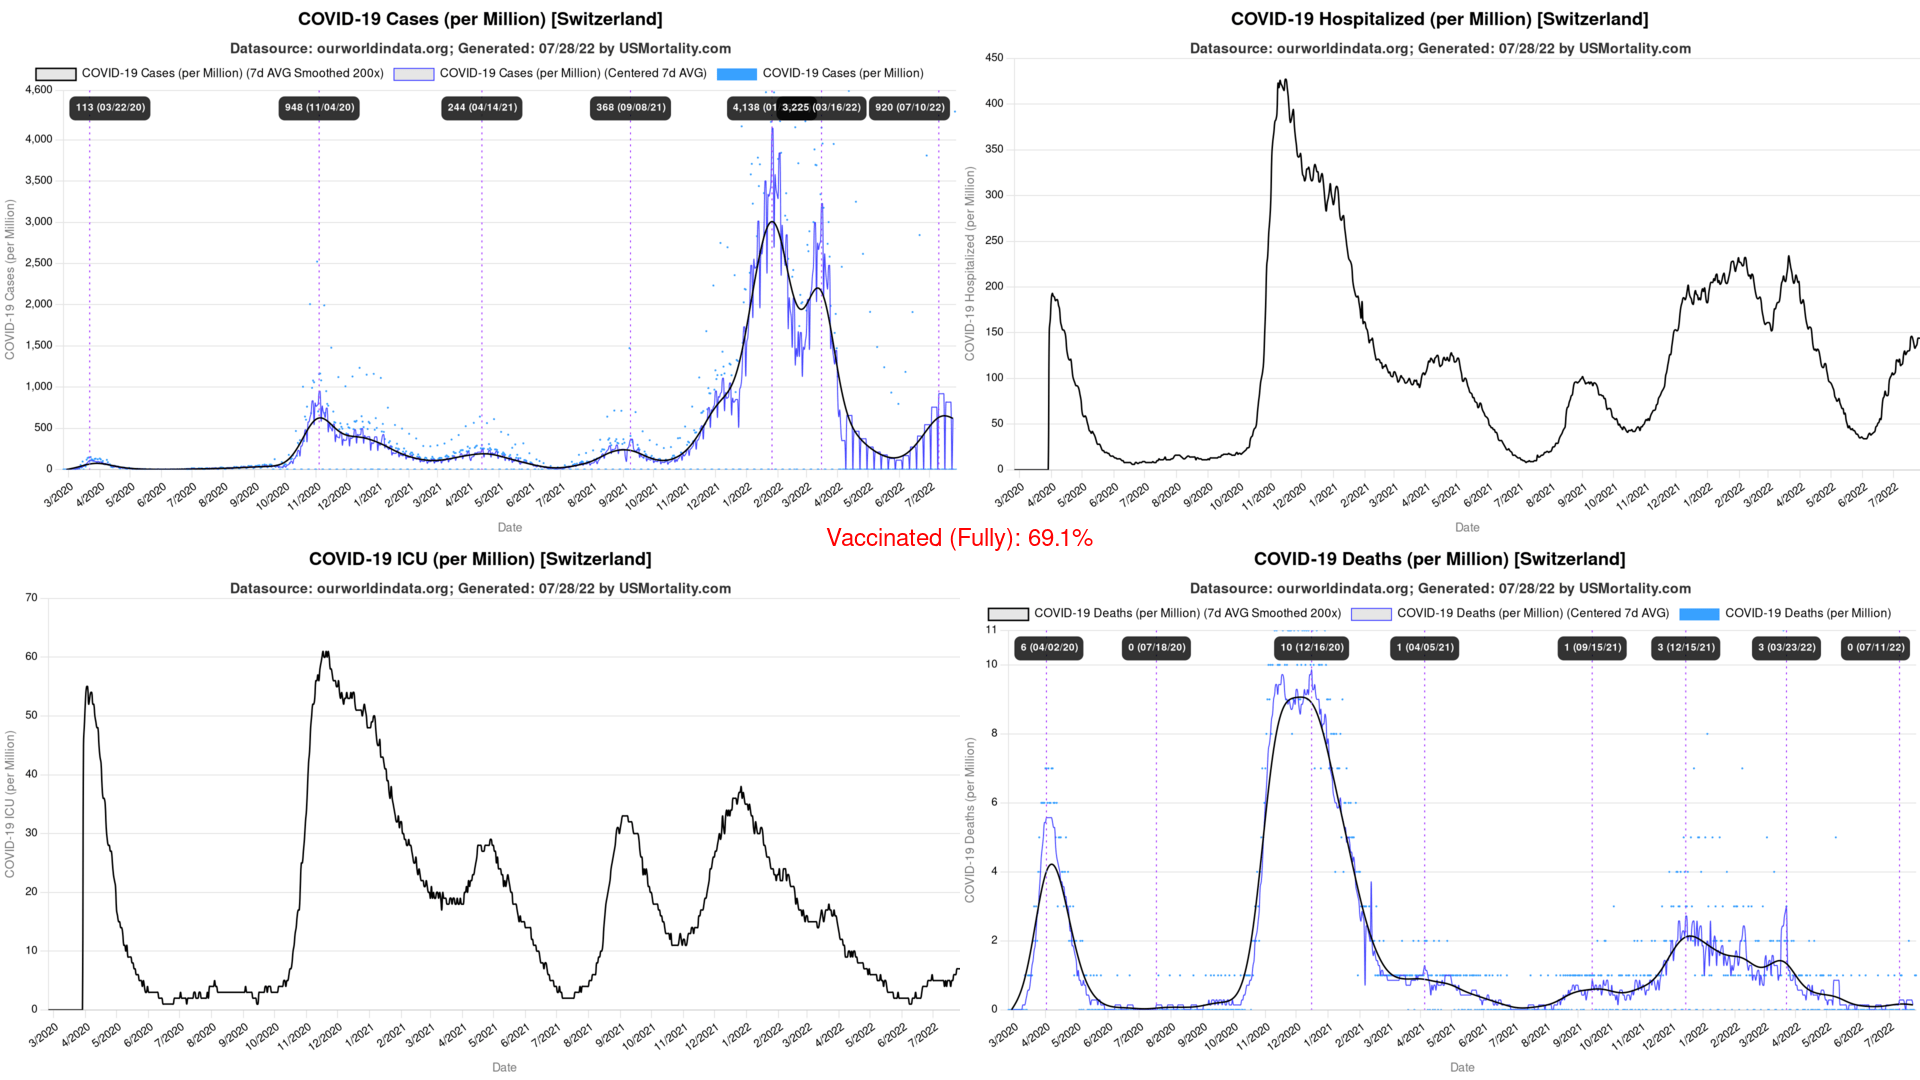 COVID-19 Cases (per Million) [Switzerland]
Datasource: ourworldindata.org; Generated: 07/28/22 by USMortality.com
COVID-19 Cases (per Million) (7d AVG Smoothed 200x)
COVID-19 Cases (per Million) (Centered 7d AVG)
COVID-19 Cases (per Million)
113 (03/22/20)
948 (11/04/20)
244 (04/14/21)
368 (09/08/21)
4,138 (01
3,225 (03/16/22)
920 (07/10/22)
COVID-19 Cases (per Million)
4,600
4,000
3,500
3,000
2,500
2,000
1,500
1,000
500
0
3/2020 4/2020 5/2020 6/2020 7/2020 8/2020 9/2020 10/2020 11/2020 12/2020 1/2021 2/2021 3/2021 4/2021 5/2021 6/2021 7/2021 8/2021 9/2021 10/2021 11/2021 12/2021 1/2022 2/2022 3/2022 4/2022 5/2022 6/2022 7/2022
Date
COVID-19 Hospitalized (per Million) [Switzerland]
Datasource: ourworldindata.org; Generated: 07/28/22 by USMortality.com
COVID-19 Hospitalized (per Million)
450
400
350
300
250
200
150
100
50
0
3/2020 4/2020 5/2020 6/2020 7/2020 8/2020 9/2020 10/2020 11/2020 12/2020 1/2021 2/2021 3/2021 4/2021 5/2021 6/2021 7/2021 8/2021 9/2021 10/2021 11/2021 12/2021 1/2022 2/2022 3/2022 4/2022 5/2022 6/2022 7/2022
Date
Vaccinated (Fully): 69.1%
COVID-19 ICU (per Million) [Switzerland]
Datasource: ourworldindata.org; Generated: 07/28/22 by USMortality.com
COVID-19 ICU (per Million)
70
60
50
40
30
20
10
0
3/2020 4/2020 5/2020 6/2020 7/2020 8/2020 9/2020 10/2020 11/2020 12/2020 1/2021 2/2021 3/2021 4/2021 5/2021 6/2021 7/2021 8/2021 9/2021 10/2021 11/2021 12/2021 1/2022 2/2022 3/2022 4/2022 5/2022 6/2022 7/2022
Date
COVID-19 Deaths (per Million) [Switzerland]
Datasource: ourworldindata.org; Generated: 07/28/22 by USMortality.com
COVID-19 Deaths (per Million) (7d AVG Smoothed 200x)
COVID-19 Deaths (per Million) (Centered 7d AVG)
COVID-19 Deaths (per Million)
6 (04/02/20)
0 (07/18/20)
10 (12/16/20)
1 (04/05/21)
1 (09/15/21)
3 (12/15/21)
3 (03/23/22)
0 (07/11/22)
COVID-19 Deaths (per Million)
11
10
8
6
4
2
0
3/2020 4/2020 5/2020 6/2020 7/2020 8/2020 9/2020 10/2020 11/2020 12/2020 1/2021 2/2021 3/2021 4/2021 5/2021 6/2021 7/2021 8/2021 9/2021 10/2021 11/2021 12/2021 1/2022 2/2022 3/2022 4/2022 5/2022 6/2022 7/2022
Date